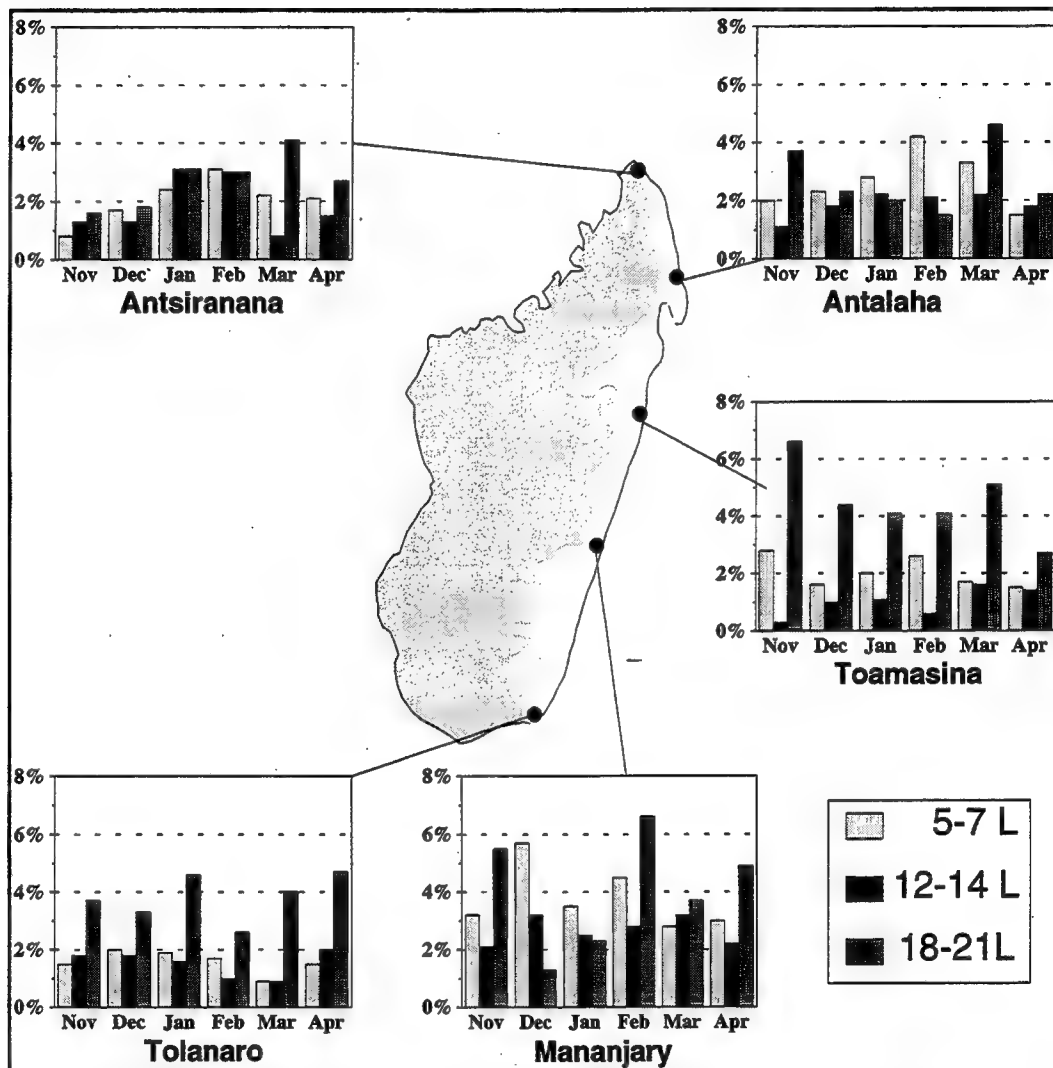 8%
6%
4%
2%
0%
Nov Dec Jan Feb Mar Apr
Antsiranana
8%
6%
4%
2%
0%
Nov Dec Jan Feb Mar Apr
Antalaha
8%
6%
4%
2%
0%
Nov Dec Jan Feb Mar Apr
Toamasina
8%
6%
4%
2%
0%
Nov Dec Jan Feb Mar Apr
Tolanaro
8%
6%
4%
2%
0%
Nov Dec Jan Feb Mar Apr
Mananjary
5-7 L
12-14 L
18-21L